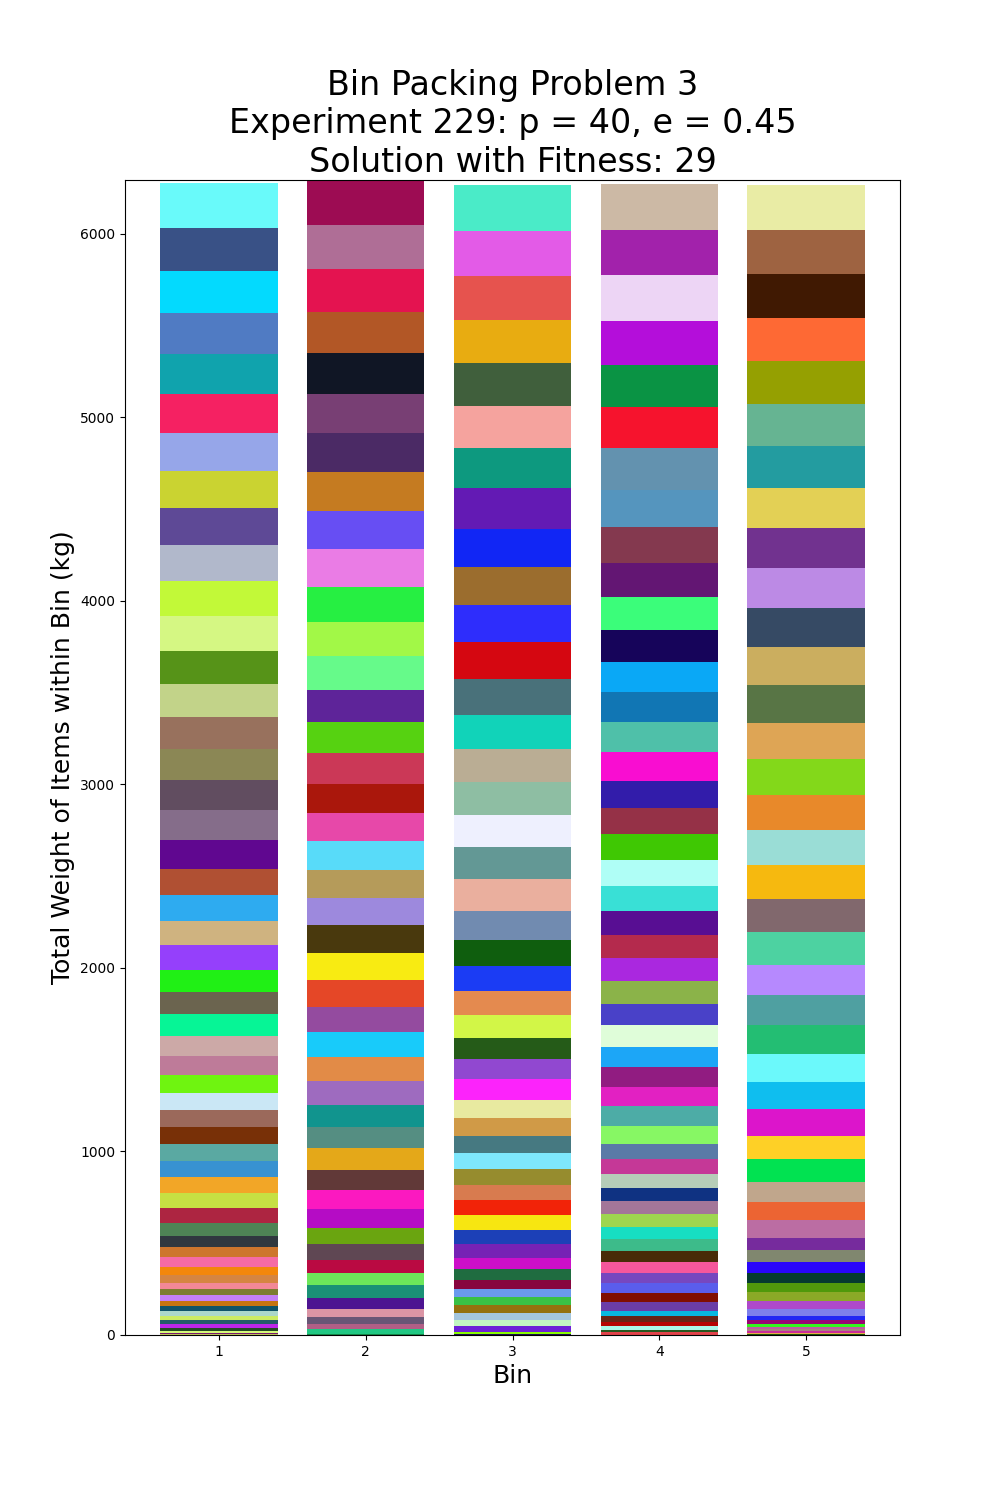 Bin Packing Problem 3
Experiment 229: p = 40, e = 0.45
Solution with Fitness: 29
Total Weight of Items within Bin (kg)
6000
5000
4000
3000
2000
1000
0
1 2 3 4 5
Bin